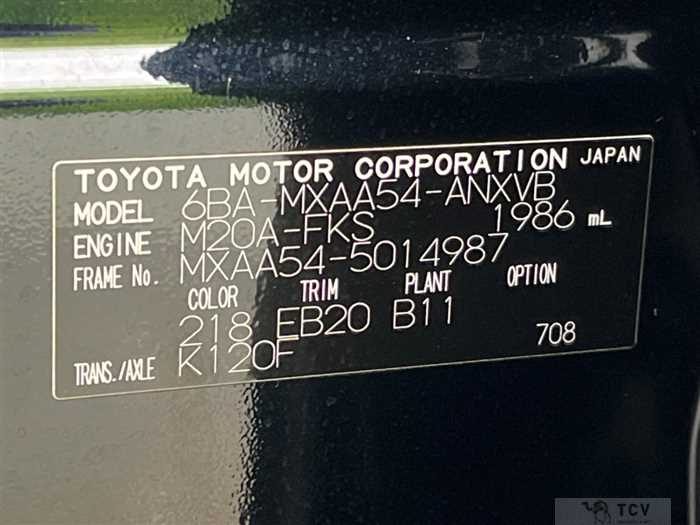 TOYOTA MOTOR CORPORATION JAPAN
MODEL 6BA-MXAA54-ANXVB
ENGINE M20A-FKS 1986 mL
FRAME No. MXAA54-5014987
COLOR TRIM PLANT OPTION
218 EB20 B11
TRANS./AXLE K120F 708
TCV